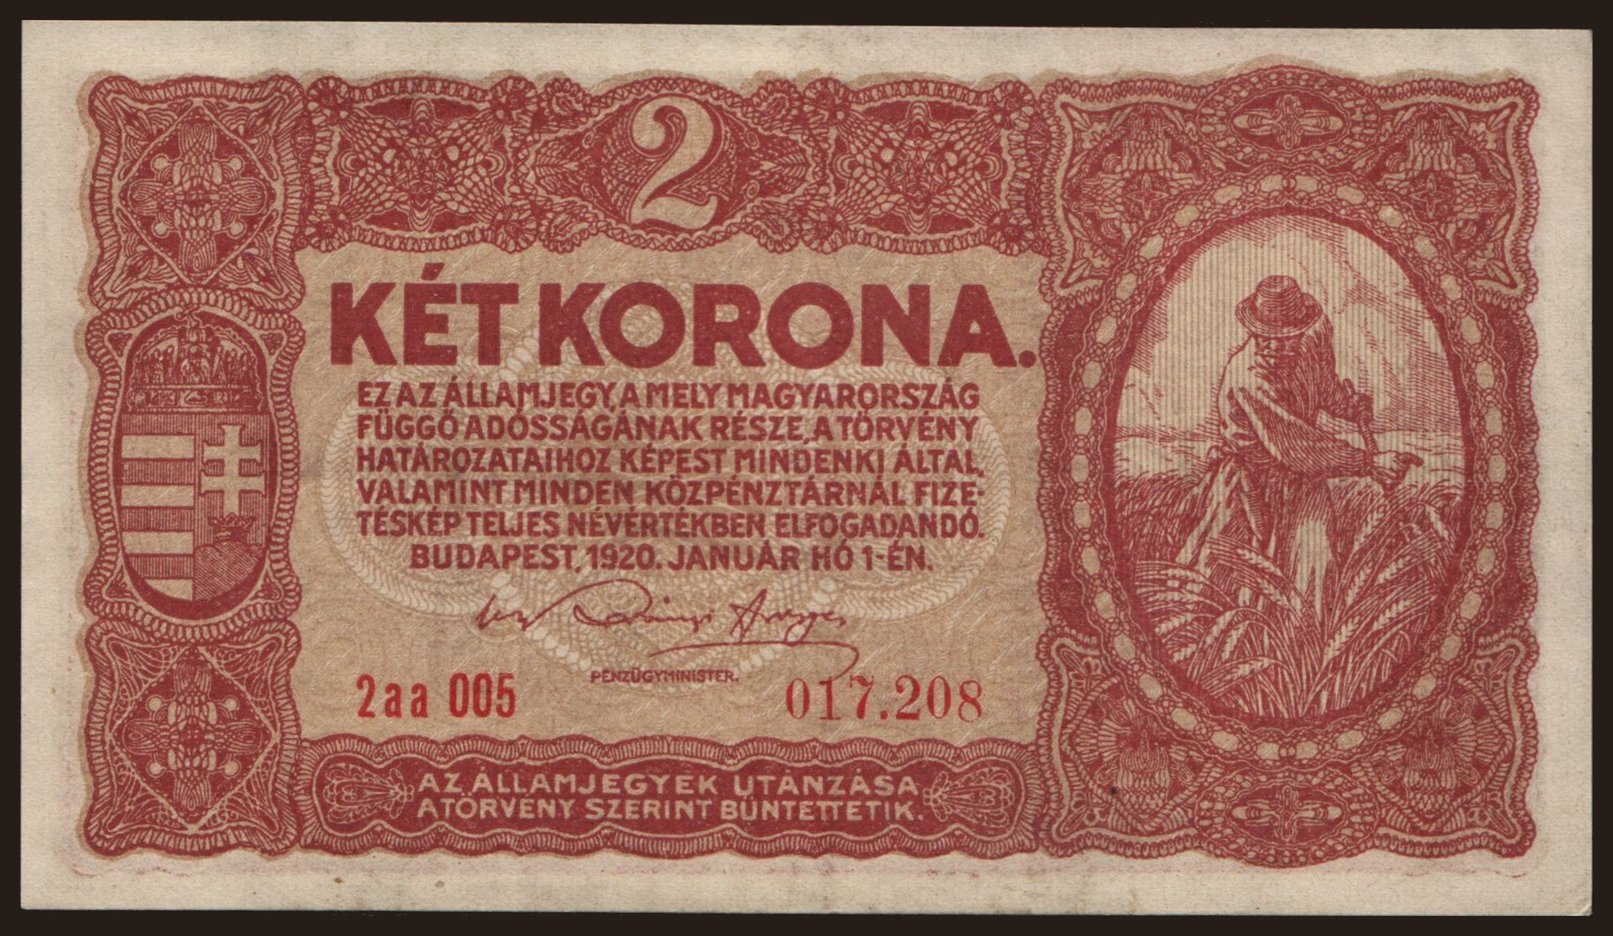 2
KÉT KORONA.
EZ AZ ÁLLAMJEGY, A MELY MAGYARORSZÁG
FÜGGŐ ADÓSSÁGÁNAK RÉSZE, A TÖRVÉNY
HATÁROZATAIHOZ KÉPEST MINDENKI ÁLTAL,
VALAMINT MINDEN KÖZPÉNZTÁRNÁL FIZE-
TÉSKÉP TELJES NÉVÉRTÉKBEN ELFOGADANDÓ.
BUDAPEST, 1920. JANUÁR HÓ 1-ÉN.
PÉNZÜGYMINISTER.
2aa 005 017.208
AZ ÁLLAMJEGYEK UTÁNZÁSA
A TÖRVÉNY SZERINT BÜNTETTETIK.